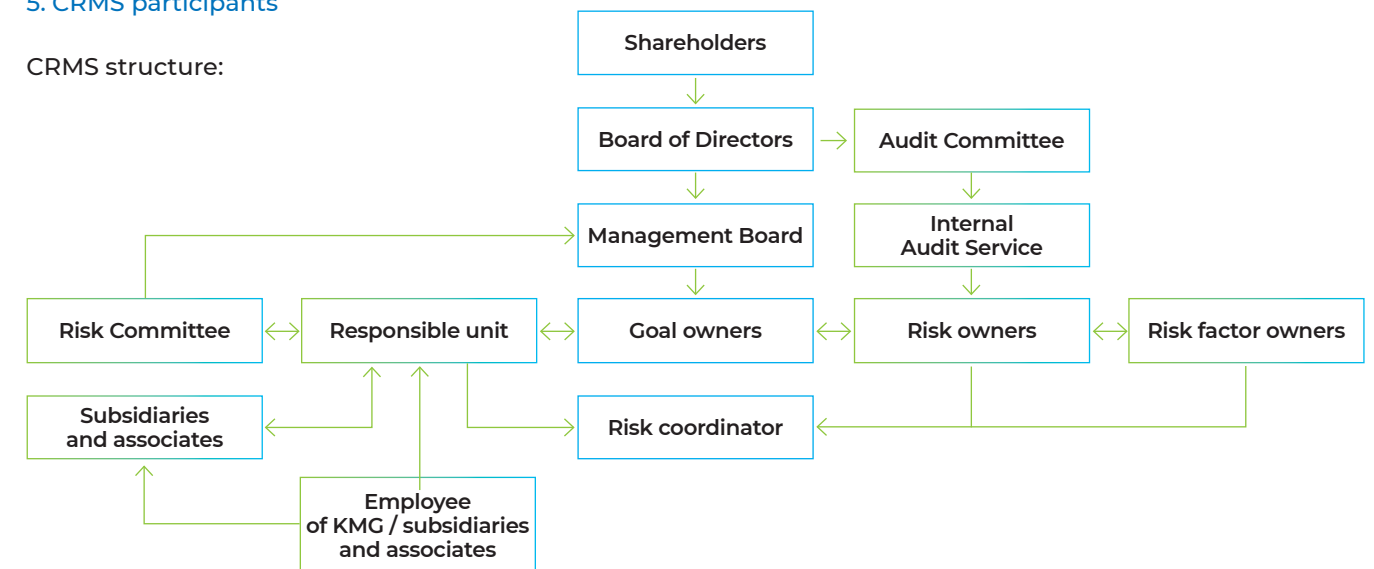 5. CRMS participants
CRMS structure:
Shareholders
Board of Directors
Audit Committee
Management Board
Internal
Audit Service
Risk Committee
Responsible unit
Goal owners
Risk owners
Risk factor owners
Subsidiaries
and associates
Risk coordinator
Employee
of KMG / subsidiaries
and associates